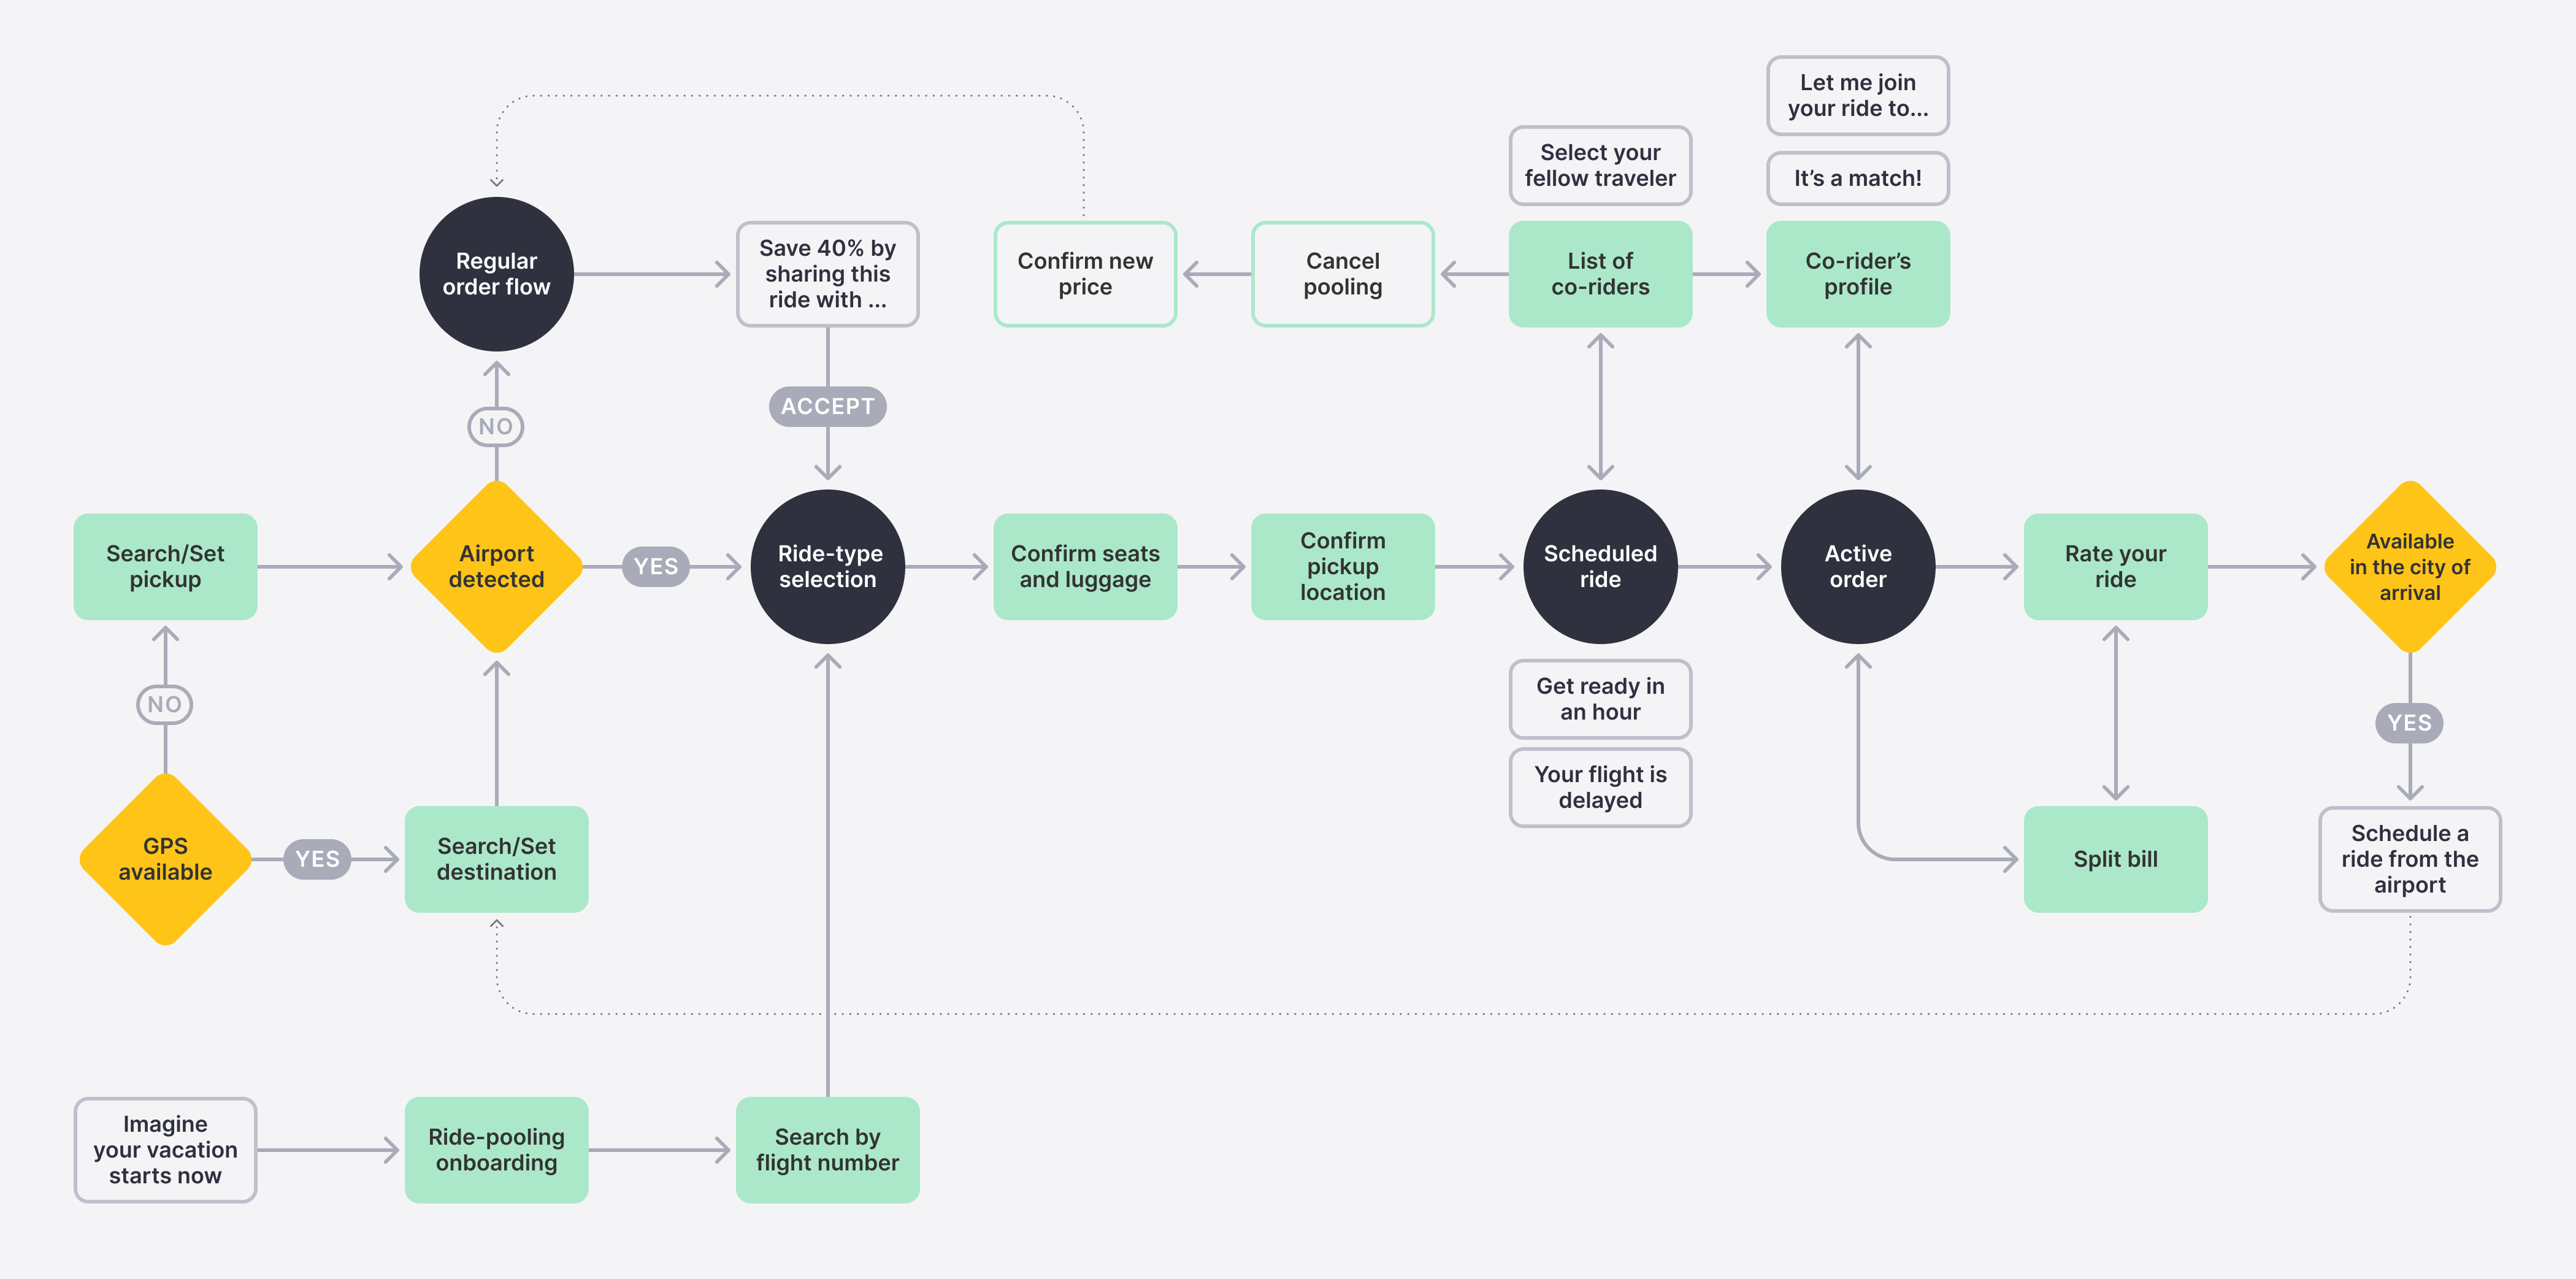 Let me join
your ride to...
Select your
fellow traveler
It’s a match!
Regular
order flow
Save 40% by
sharing this
ride with ...
Confirm new
price
Cancel
pooling
List of
co-riders
Co-rider’s
profile
NO
ACCEPT
Search/Set
pickup
Airport
detected
YES
Ride-type
selection
Confirm seats
and luggage
Confirm
pickup
location
Scheduled
ride
Active
order
Rate your
ride
Available
in the city of
arrival
NO
Get ready in
an hour
YES
Your flight is
delayed
GPS
available
YES
Search/Set
destination
Split bill
Schedule a
ride from the
airport
Imagine
your vacation
starts now
Ride-pooling
onboarding
Search by
flight number